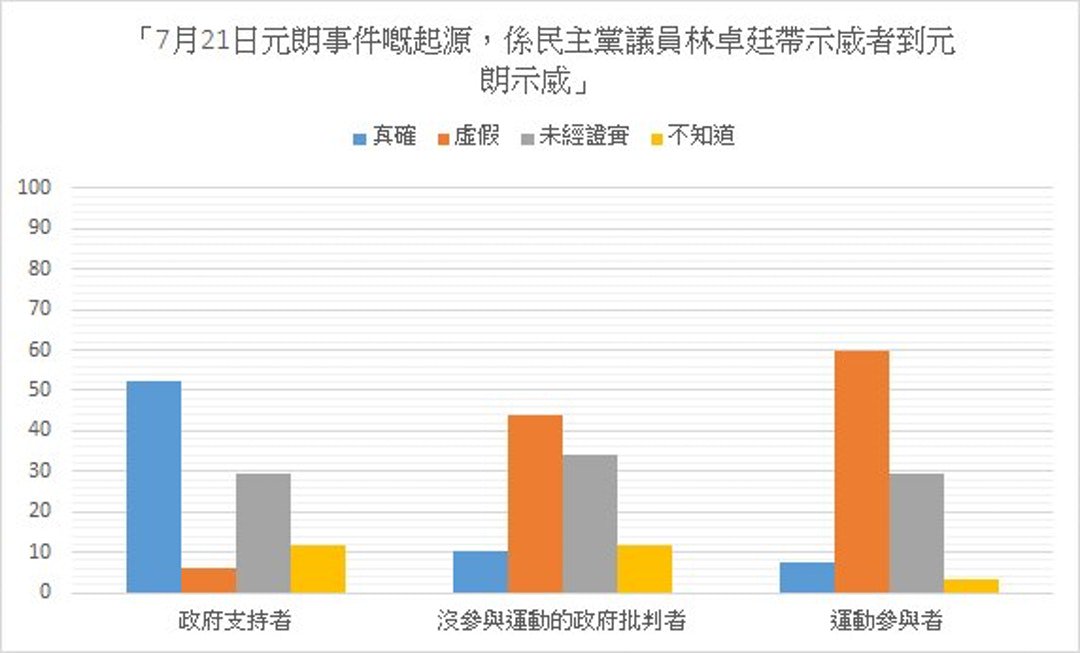 「7月21日元朗事件嘅起源，係民主黨議員林卓廷帶示威者到元
朗示威」
真確 虛假 未經證實 不知道
100
90
80
70
60
50
40
30
20
10
0
政府支持者 沒參與運動的政府批判者 運動參與者